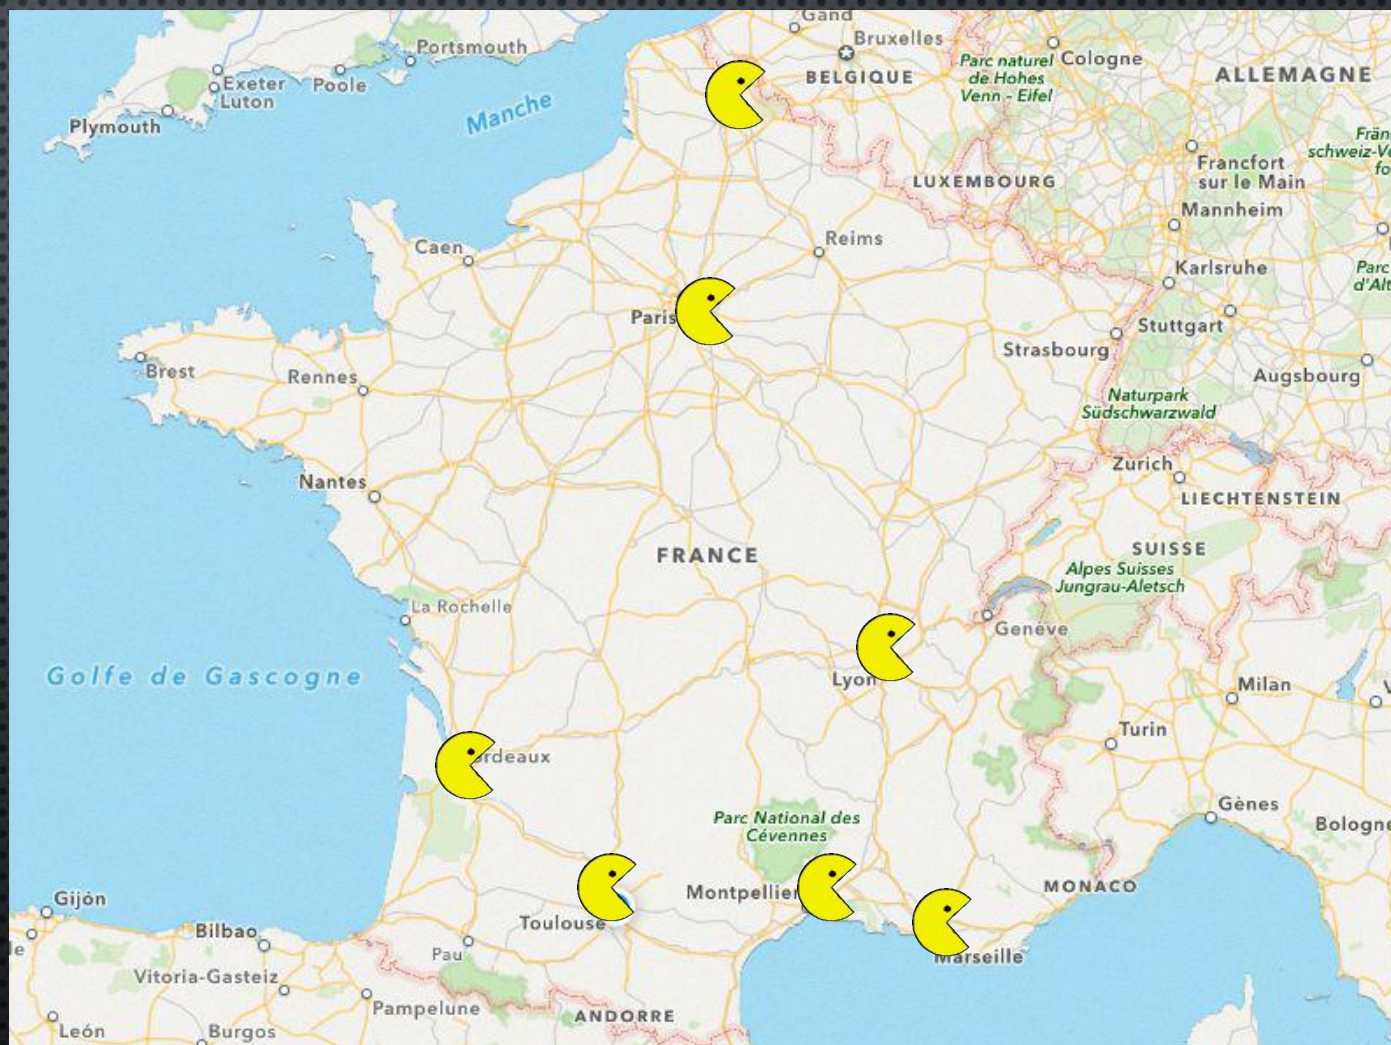 Gand
Bruxelles
Portsmouth
Cologne
Parc naturel
de Hohes
Venn - Eifel
BELGIQUE
ALLEMAGNE
Exeter
Poole
Luton
Manche
Plymouth
Francfort
sur le Main
LUXEMBOURG
Mannheim
Caen
Reims
Karlsruhe
Paris
Stuttgart
Strasbourg
Brest
Rennes
Augsbourg
Naturpark
Südschwarzwald
Zurich
Nantes
LIECHTENSTEIN
FRANCE
SUISSE
Alpes Suisses
Jungrau-Aletsch
La Rochelle
Genève
Golfe de Gascogne
Lyon
Milan
Turin
ordeaux
Gènes
Parc National des
Cévennes
Bologne
Montpellier
MONACO
Gijón
Toulouse
Bilbao
Pau
Marseille
Vitoria-Gasteiz
Pampelune
ANDORRE
León
Burgos